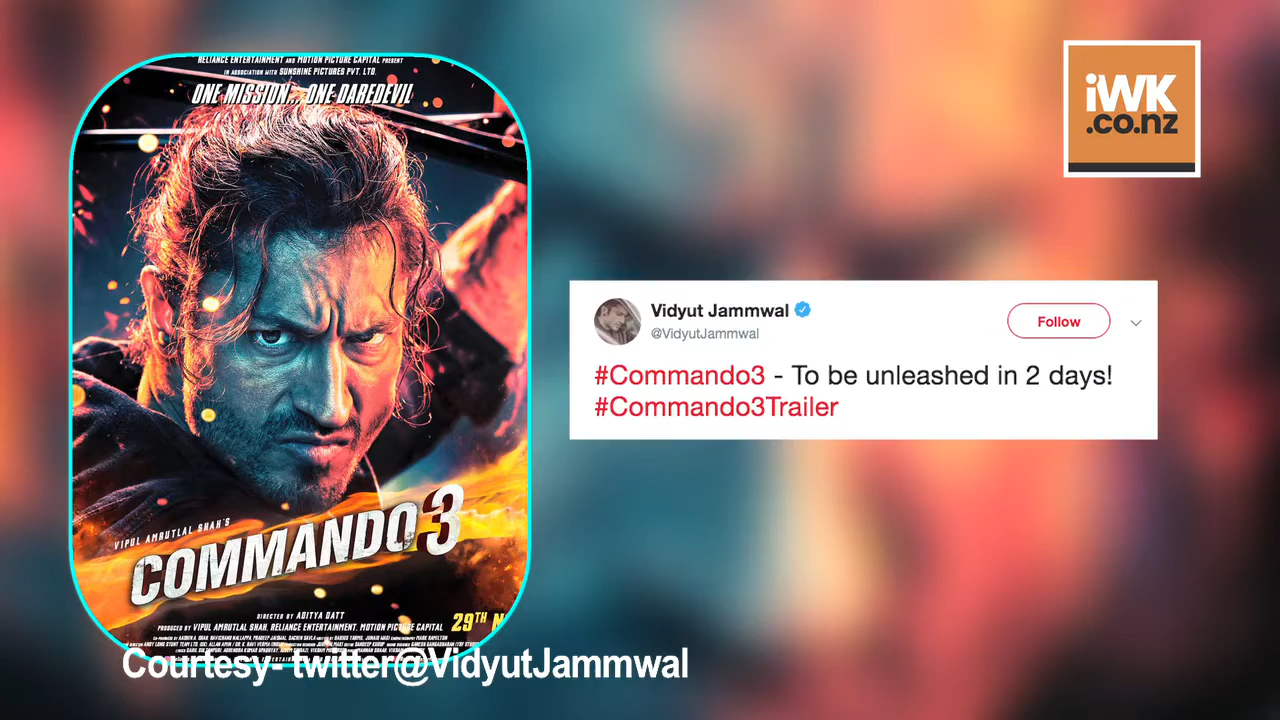 RELIANCE ENTERTAINMENT AND MOTION PICTURE CAPITAL PRESENT
IN ASSOCIATION WITH SUNSHINE PICTURES PVT. LTD.
ONE MISSION... ONE DAREDEVIL
VIPUL AMRUTLAL SHAH'S
COMMANDO 3
DIRECTED BY ADITYA DATT
PRODUCED BY VIPUL AMRUTLAL SHAH, RELIANCE ENTERTAINMENT, MOTION PICTURE CAPITAL
29TH N
Courtesy- twitter@VidyutJammwal
iWK
.co.nz
Vidyut Jammwal
@VidyutJammwal
Follow
#Commando3 - To be unleashed in 2 days!
#Commando3Trailer